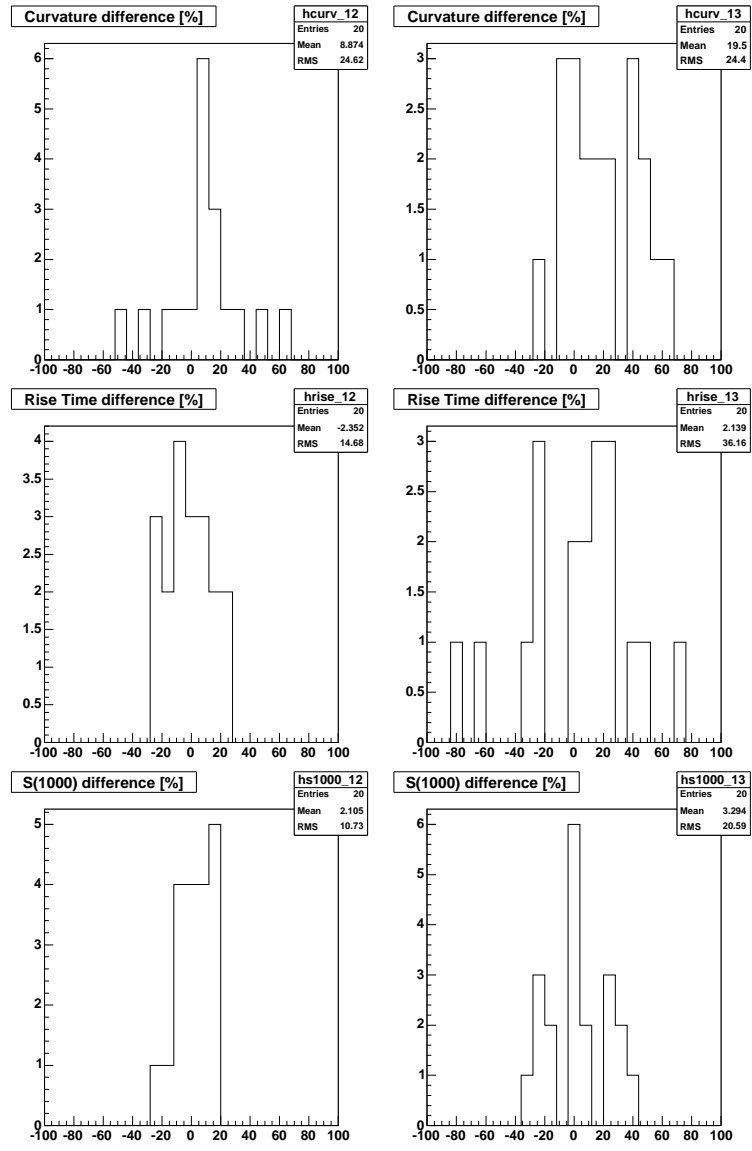 Curvature difference [%]
hcurv_12
Entries 20
Mean 8.874
RMS 24.62
6
5
4
3
2
1
0
-100 -80 -60 -40 -20 0 20 40 60 80 100
Curvature difference [%]
hcurv_13
Entries 20
Mean 19.5
RMS 24.4
3
2.5
2
1.5
1
0.5
0
-100 -80 -60 -40 -20 0 20 40 60 80 100
Rise Time difference [%]
hrise_12
Entries 20
Mean -2.352
RMS 14.68
4
3.5
3
2.5
2
1.5
1
0.5
0
-100 -80 -60 -40 -20 0 20 40 60 80 100
Rise Time difference [%]
hrise_13
Entries 20
Mean 2.139
RMS 36.16
3
2.5
2
1.5
1
0.5
0
-100 -80 -60 -40 -20 0 20 40 60 80 100
S(1000) difference [%]
hs1000_12
Entries 20
Mean 2.105
RMS 10.73
5
4
3
2
1
0
-100 -80 -60 -40 -20 0 20 40 60 80 100
S(1000) difference [%]
hs1000_13
Entries 20
Mean 3.294
RMS 20.59
6
5
4
3
2
1
0
-100 -80 -60 -40 -20 0 20 40 60 80 100